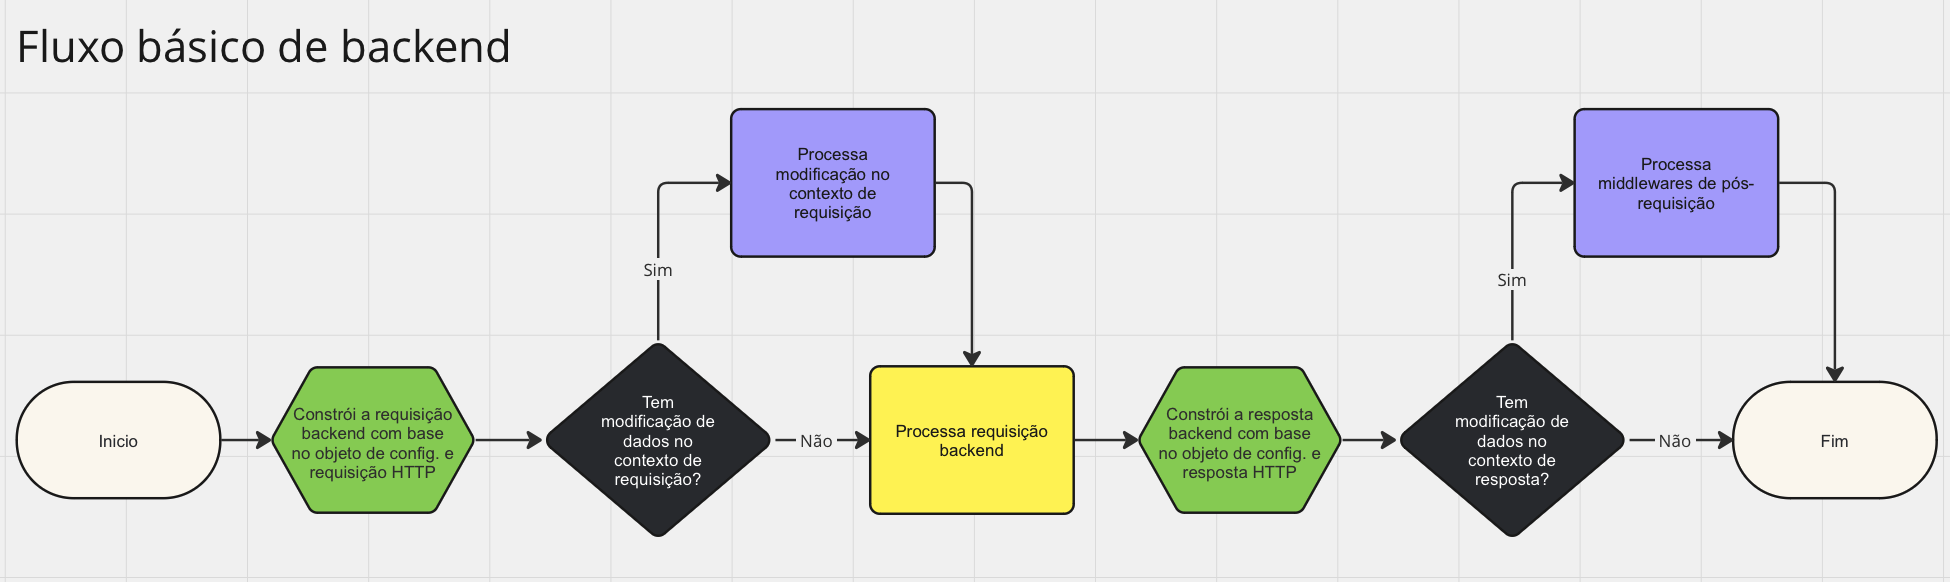 Fluxo básico de backend
Processa
modificação no
contexto de
requisição
Processa
middlewares de pós-
requisição
Sim
Sim
Inicio
Constrói a requisição
backend com base
no objeto de config. e
requisição HTTP
Tem
modificação de
dados no
contexto de
requisição?
Não
Processa requisição
backend
Constrói a resposta
backend com base
no objeto de config. e
resposta HTTP
Tem
modificação de
dados no
contexto de
resposta?
Não
Fim